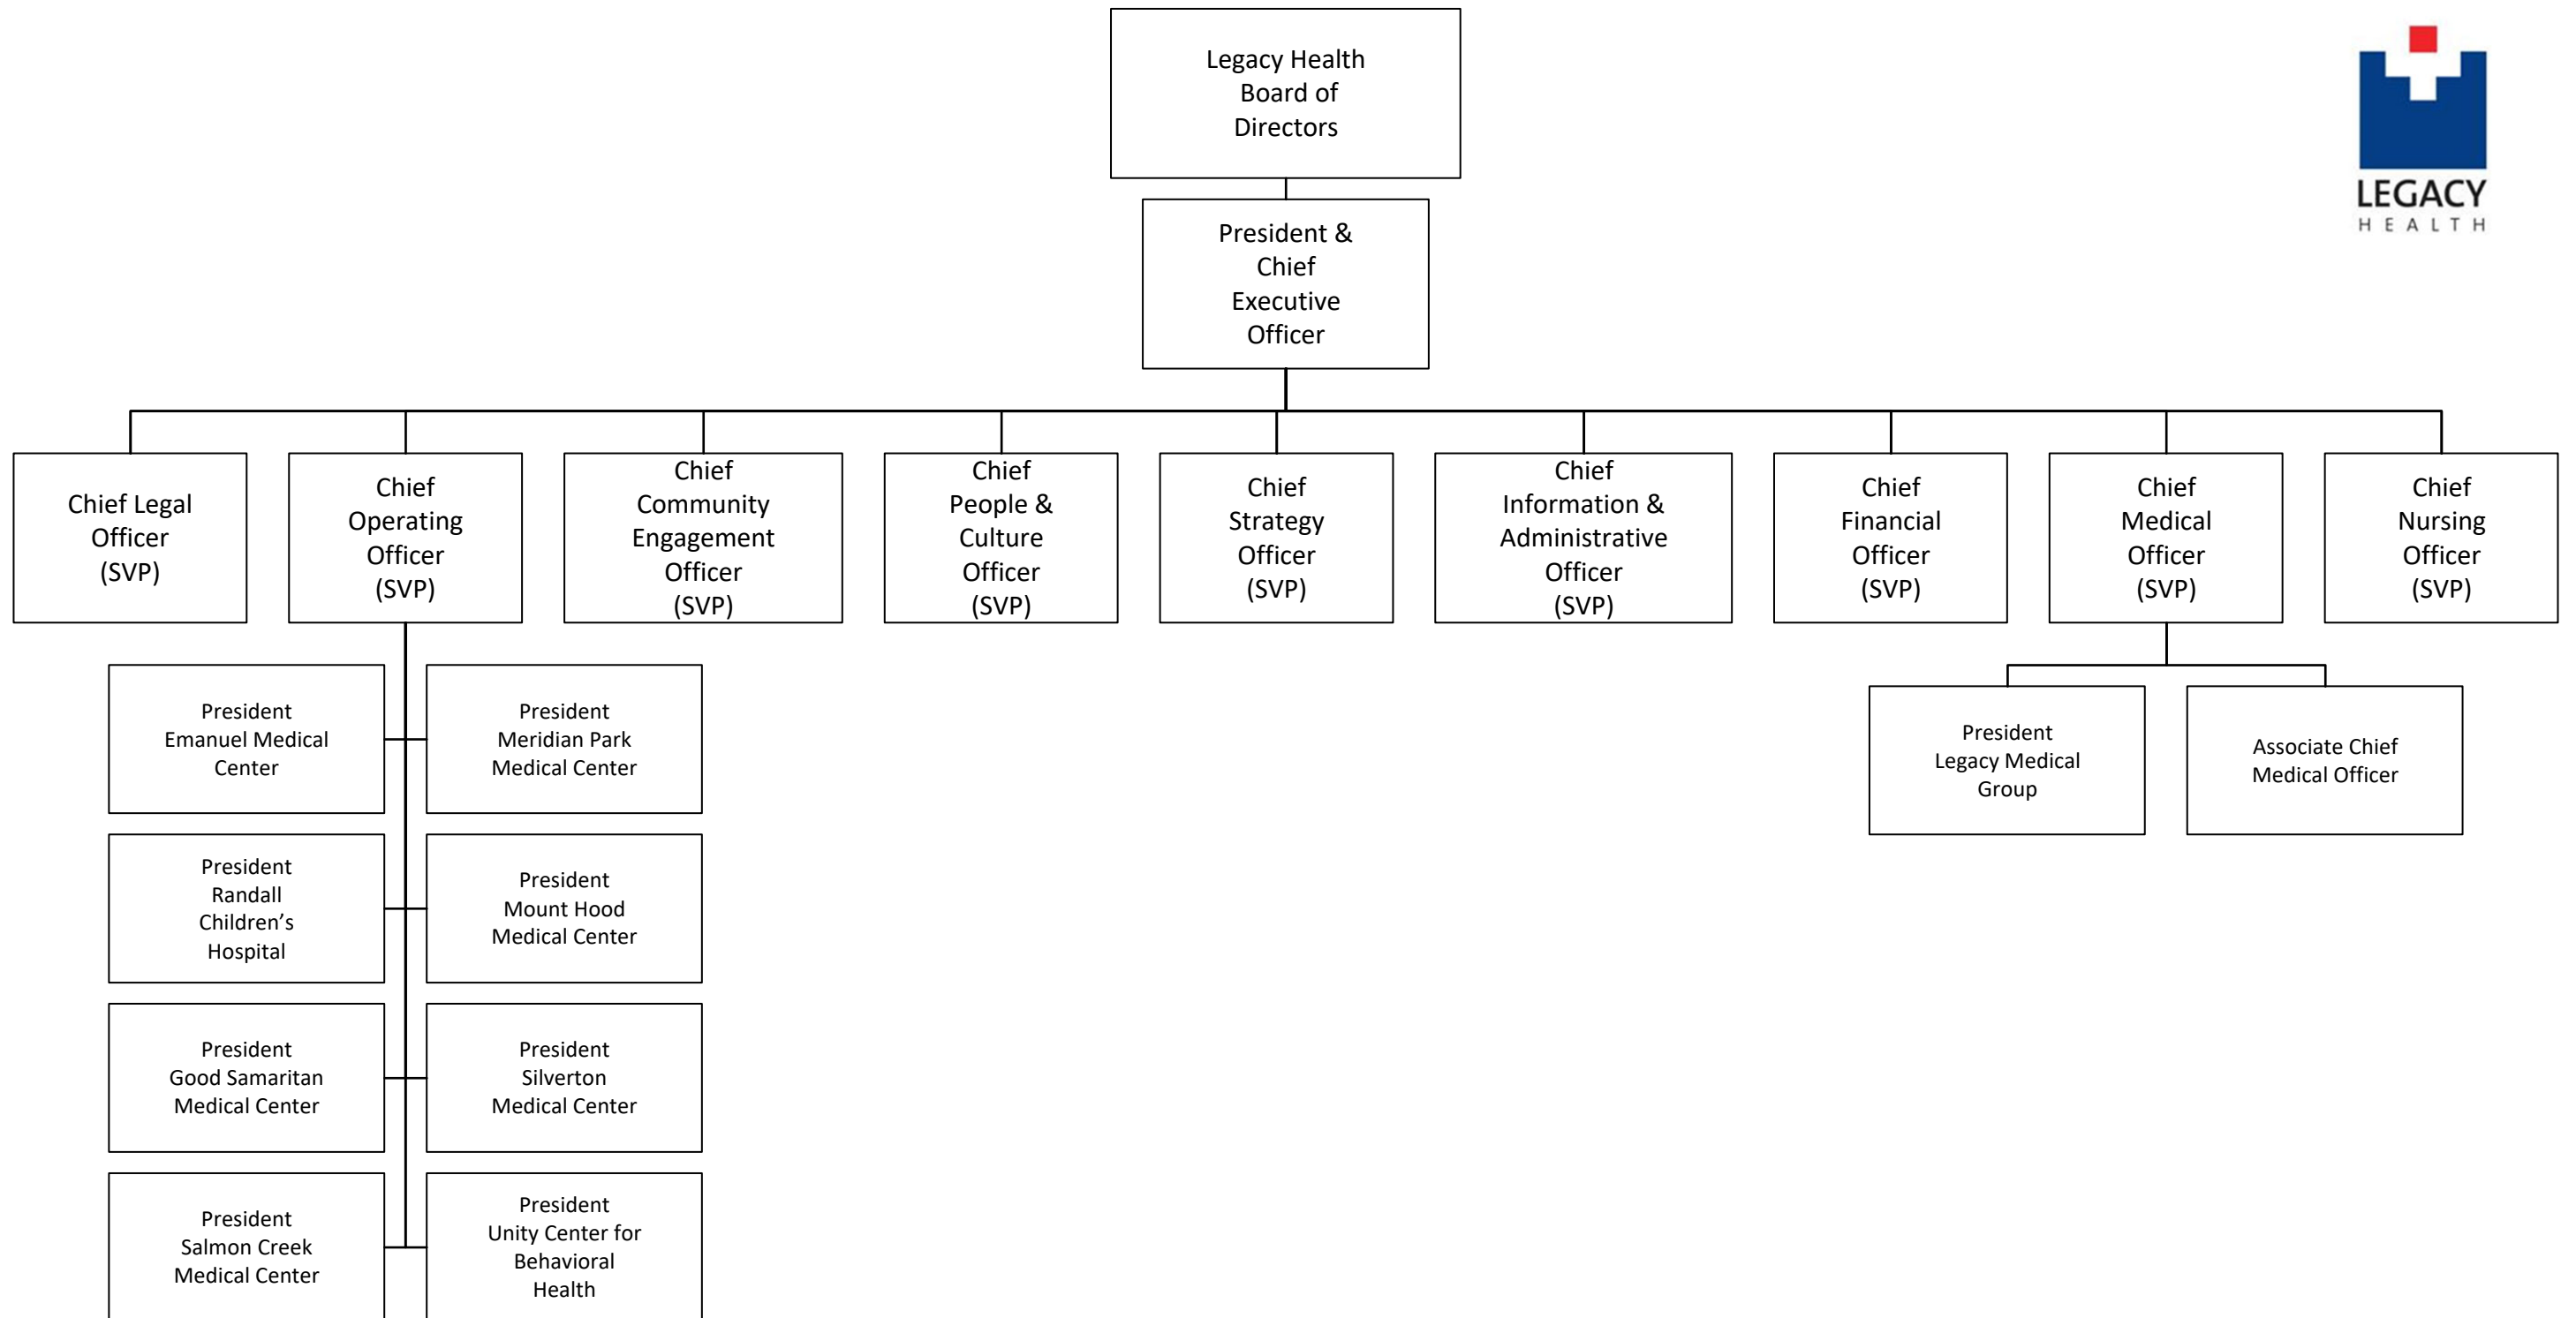 Legacy Health
Board of
Directors
LEGACY
HEALTH
President &
Chief
Executive
Officer
Chief Legal
Officer
(SVP)
Chief
Operating
Officer
(SVP)
Chief
Community
Engagement
Officer
(SVP)
Chief
People &
Culture
Officer
(SVP)
Chief
Strategy
Officer
(SVP)
Chief
Information &
Administrative
Officer
(SVP)
Chief
Financial
Officer
(SVP)
Chief
Medical
Officer
(SVP)
Chief
Nursing
Officer
(SVP)
President
Emanuel Medical
Center
President
Meridian Park
Medical Center
President
Legacy Medical
Group
Associate Chief
Medical Officer
President
Randall
Children’s
Hospital
President
Mount Hood
Medical Center
President
Good Samaritan
Medical Center
President
Silverton
Medical Center
President
Salmon Creek
Medical Center
President
Unity Center for
Behavioral
Health